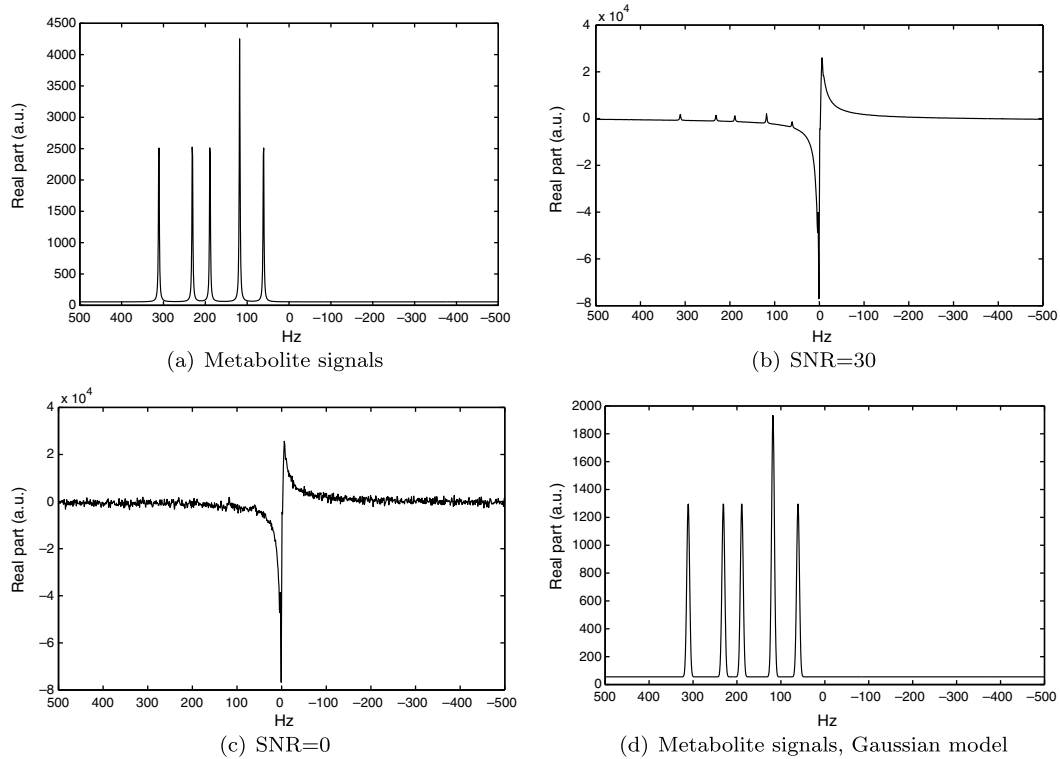 4500
4000
3500
3000
2500
2000
1500
1000
500
0
Real part (a.u.)
500 400 300 200 100 0 −100 −200 −300 −400 −500
Hz
(a) Metabolite signals
x 10⁴
4
2
0
−2
−4
−6
−8
Real part (a.u.)
500 400 300 200 100 0 −100 −200 −300 −400 −500
Hz
(b) SNR=30
x 10⁴
4
2
0
−2
−4
−6
−8
Real part (a.u.)
500 400 300 200 100 0 −100 −200 −300 −400 −500
Hz
(c) SNR=0
2000
1800
1600
1400
1200
1000
800
600
400
200
0
Real part (a.u.)
500 400 300 200 100 0 −100 −200 −300 −400 −500
Hz
(d) Metabolite signals, Gaussian model